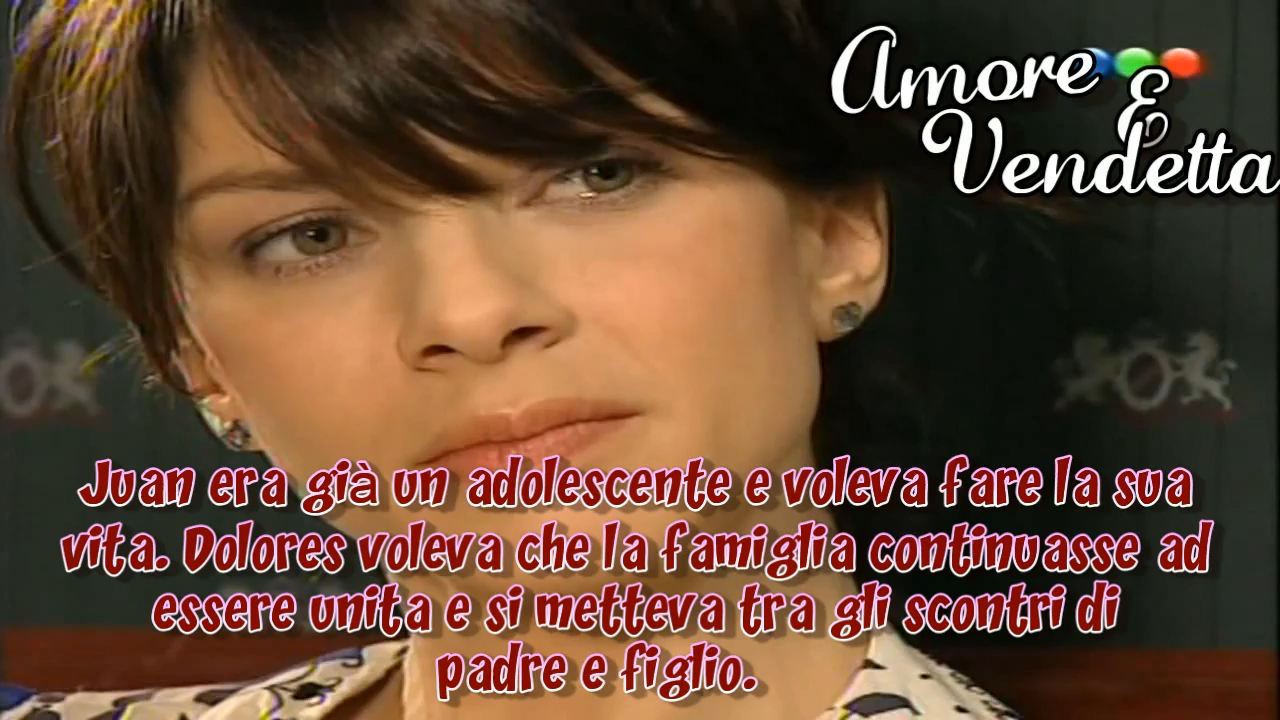 Amore
E
Vendetta
Juan era già un adolescente e voleva fare la sua
vita. Dolores voleva che la famiglia continuasse ad
essere unita e si metteva tra gli scontri di
padre e figlio.